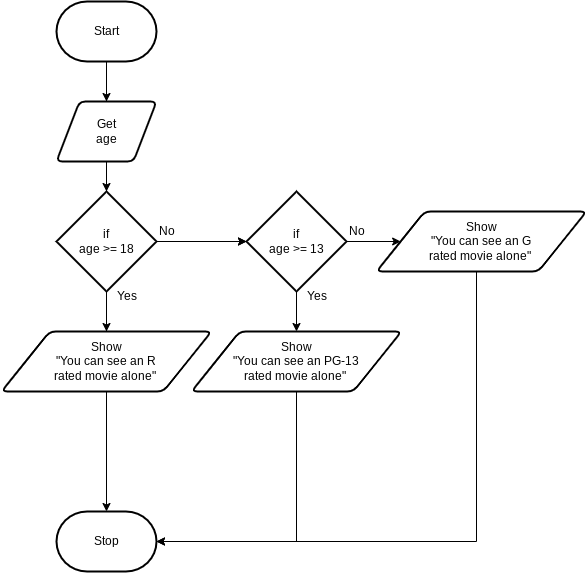 Start
Get
age
if
age >= 18
No
if
age >= 13
No
Show
"You can see an G
rated movie alone"
Yes
Yes
Show
"You can see an R
rated movie alone"
Show
"You can see an PG-13
rated movie alone"
Stop